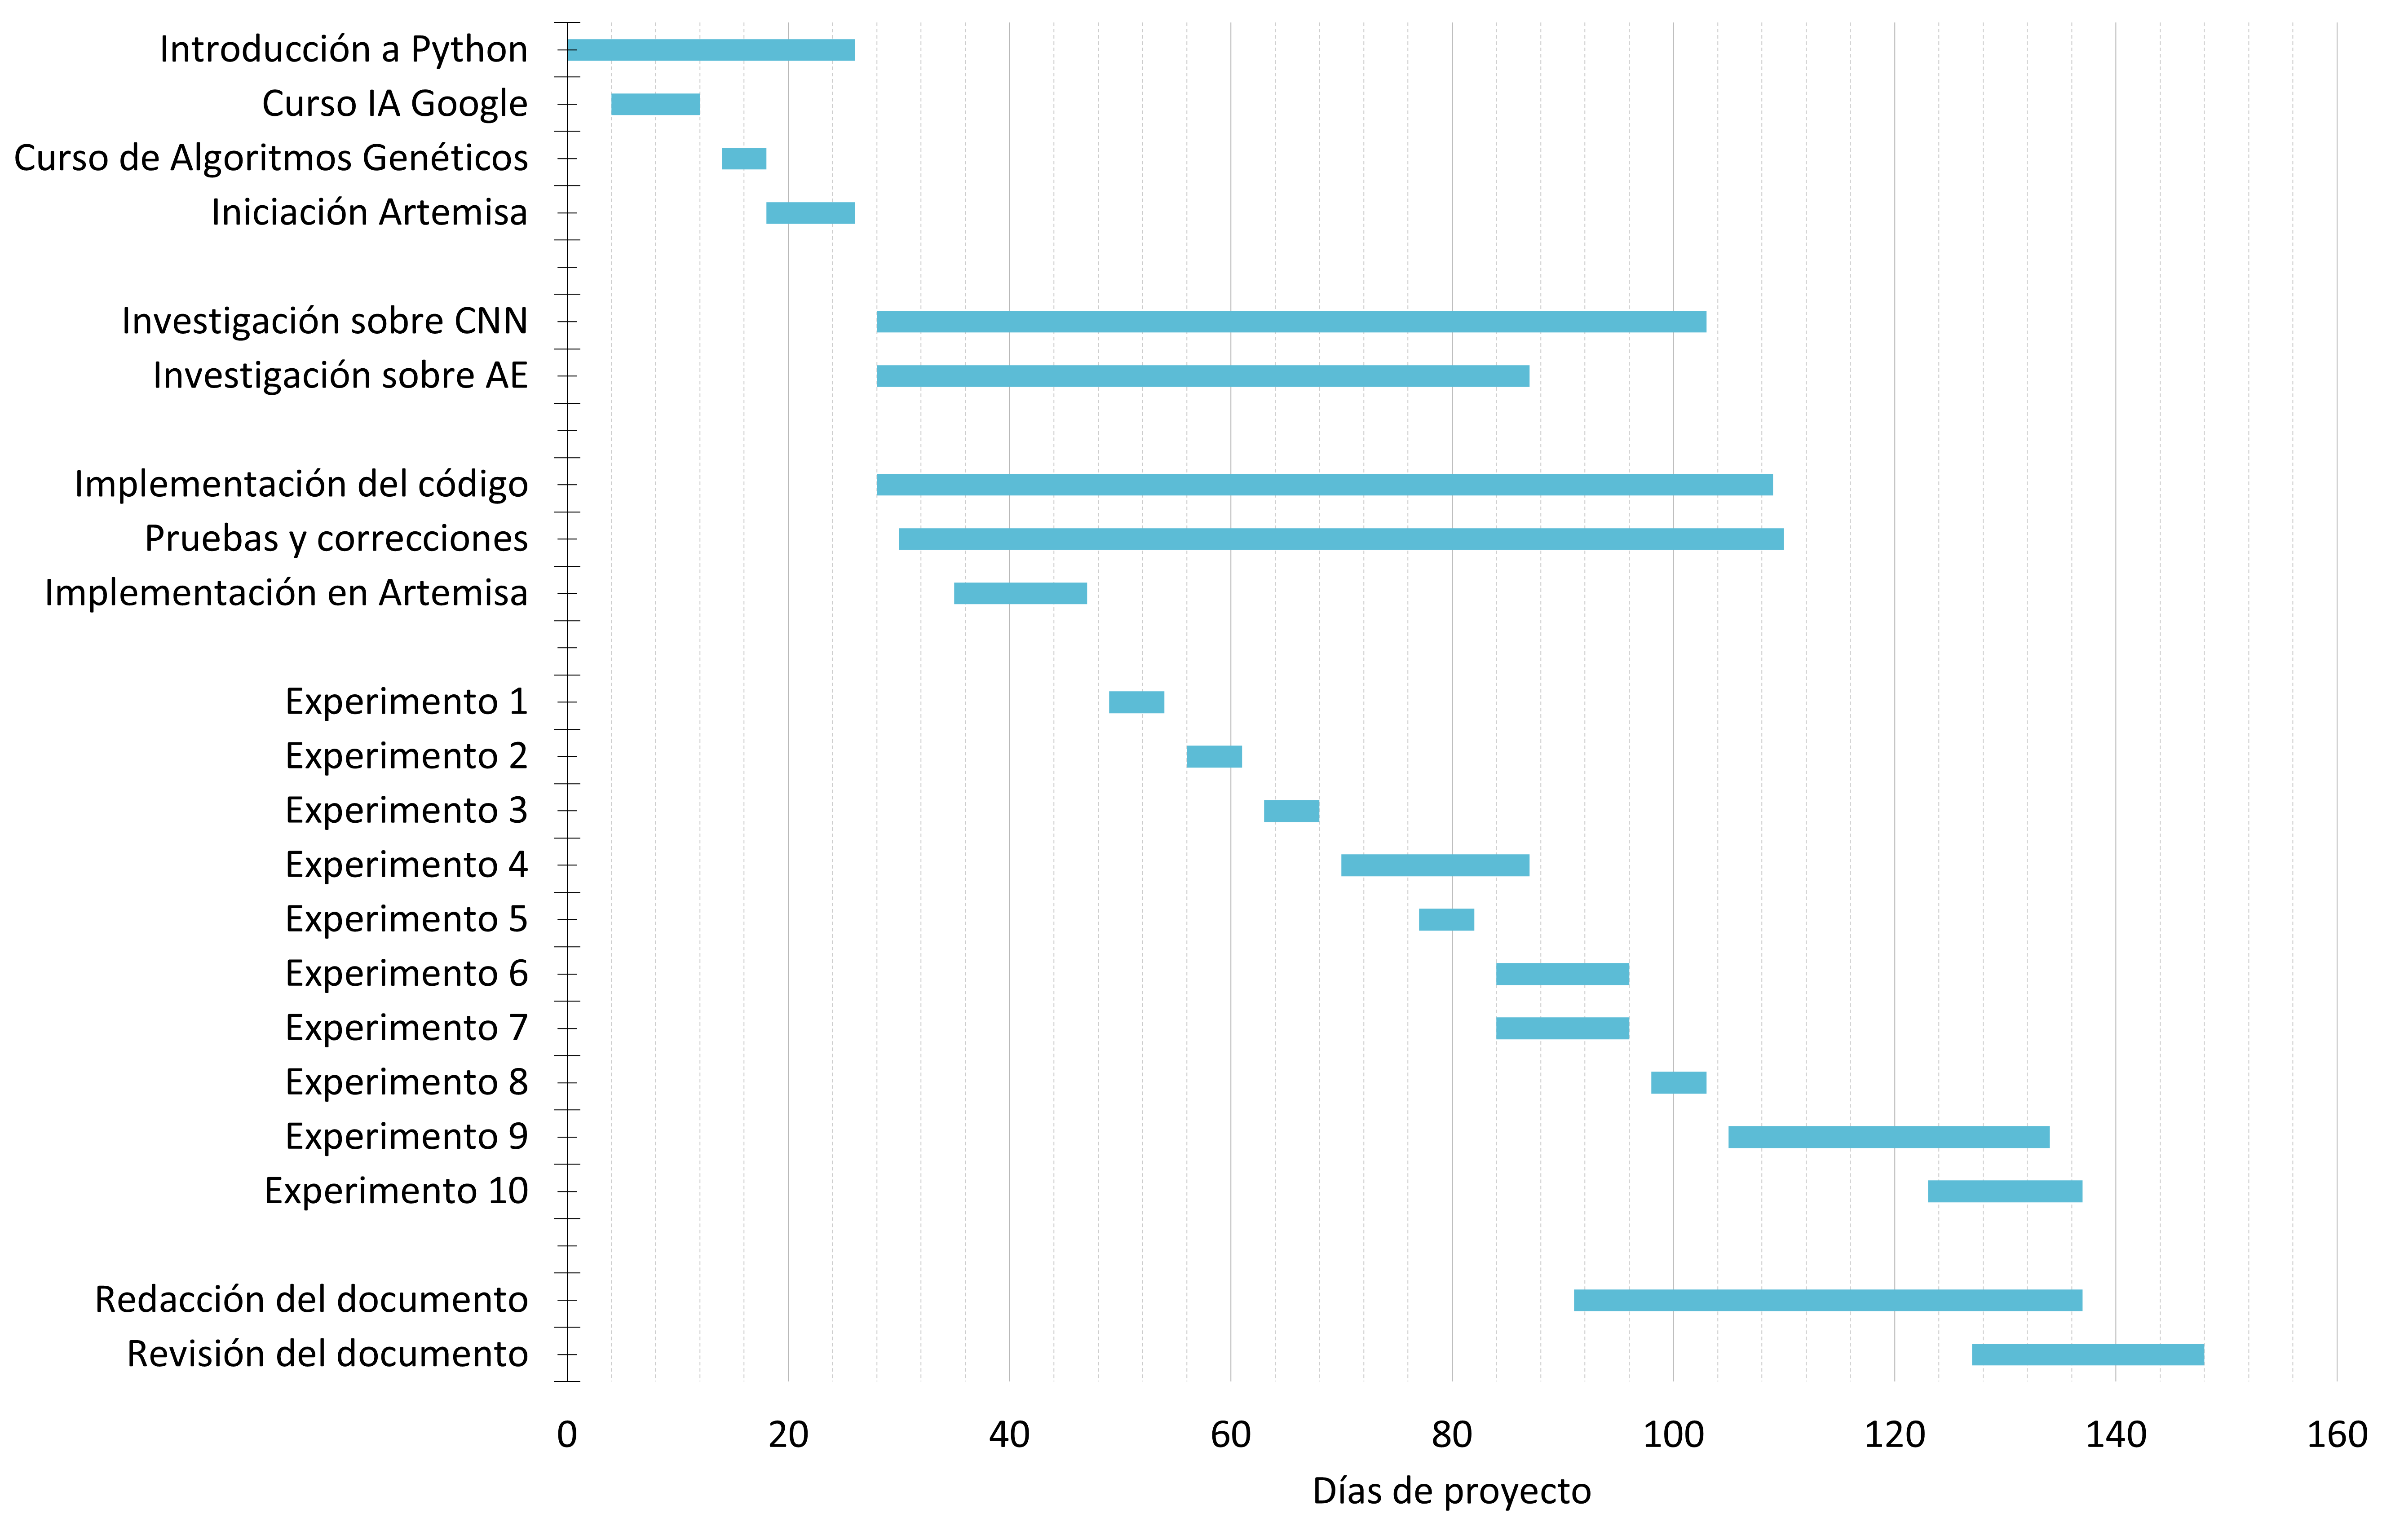 Introducción a Python
Curso IA Google
Curso de Algoritmos Genéticos
Iniciación Artemisa
Investigación sobre CNN
Investigación sobre AE
Implementación del código
Pruebas y correcciones
Implementación en Artemisa
Experimento 1
Experimento 2
Experimento 3
Experimento 4
Experimento 5
Experimento 6
Experimento 7
Experimento 8
Experimento 9
Experimento 10
Redacción del documento
Revisión del documento
0 20 40 60 80 100 120 140 160
Días de proyecto